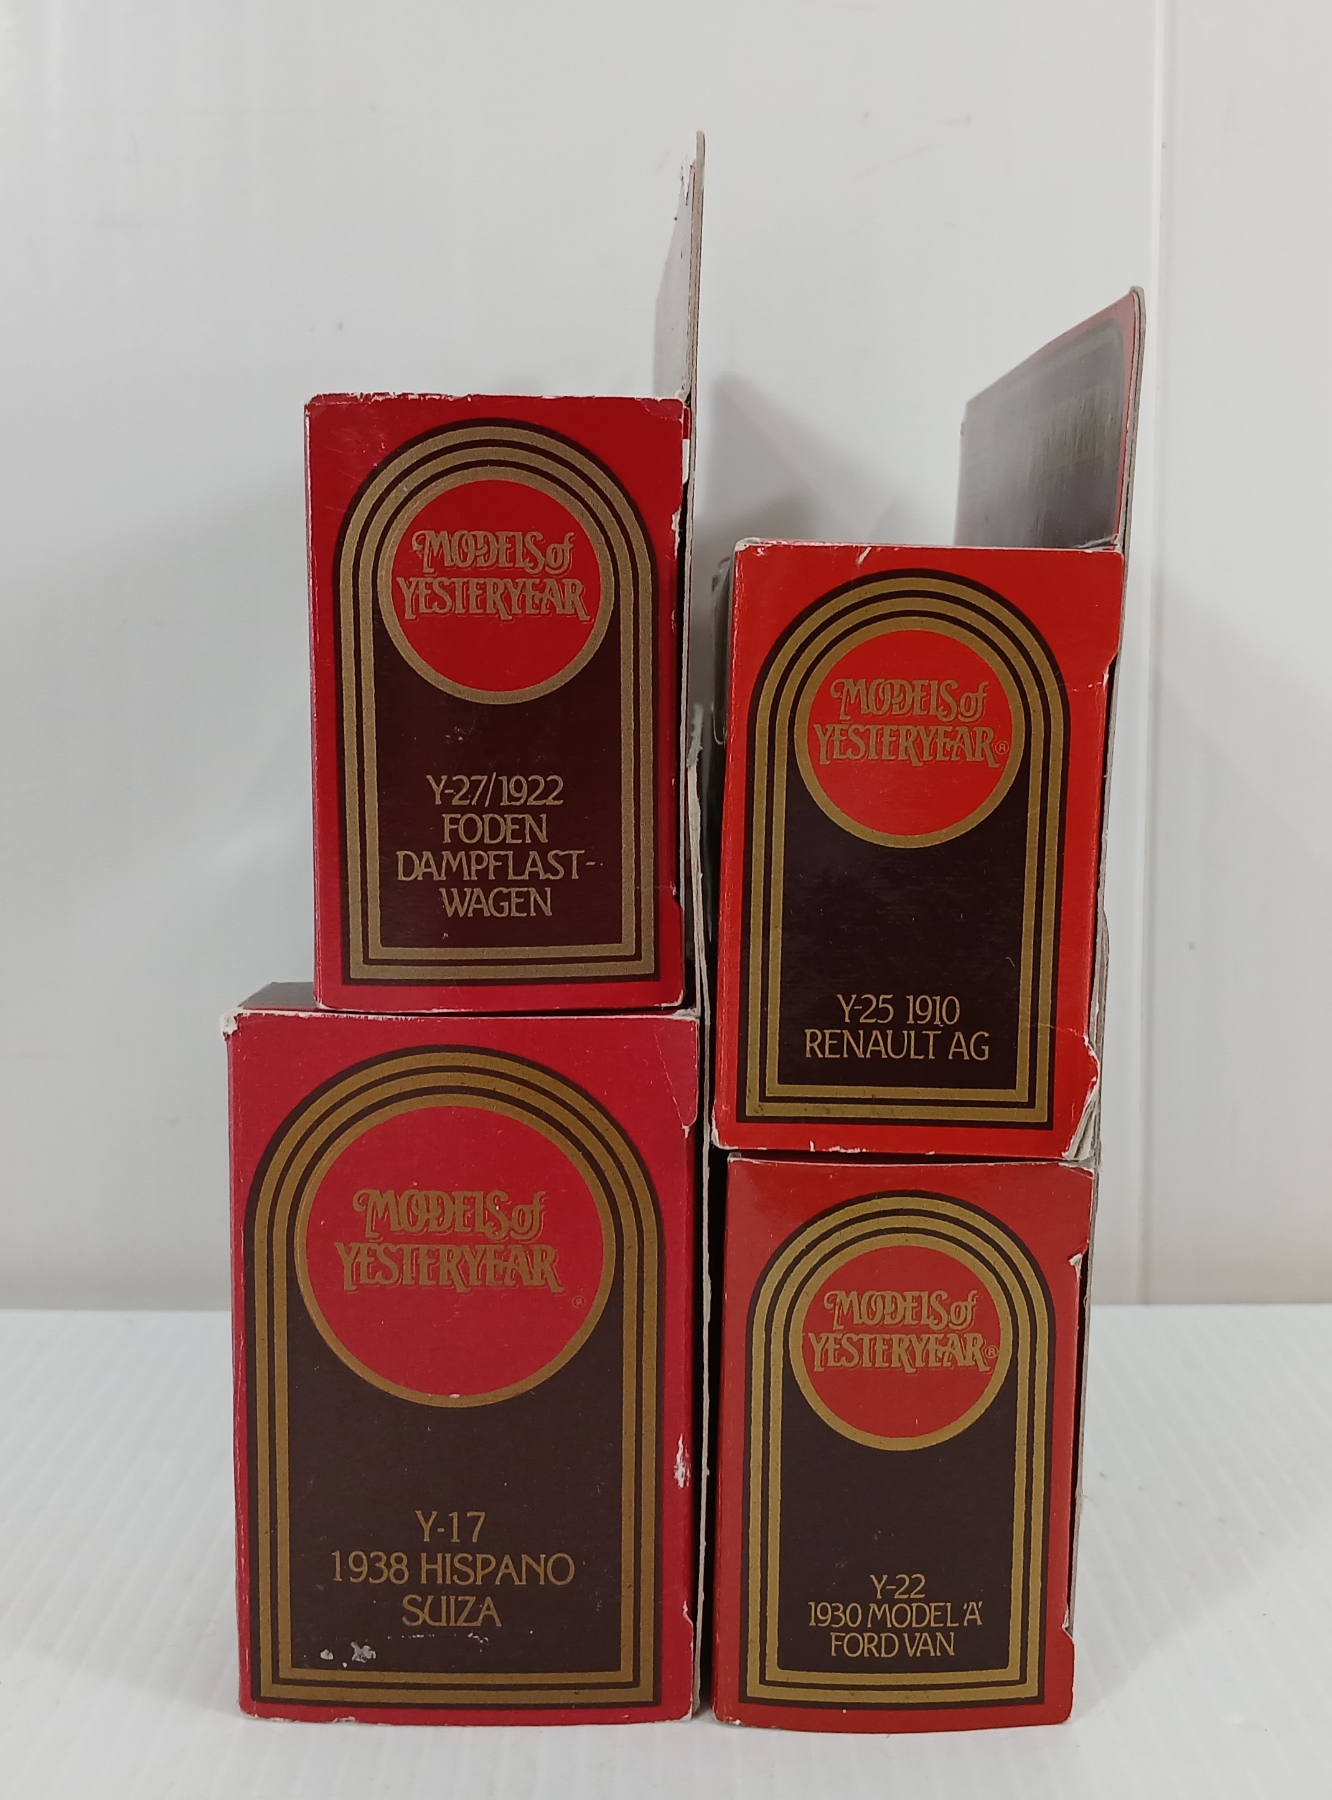 MODELS of
YESTERYEAR
Y-27/1922
FODEN
DAMPFLAST-
WAGEN
MODELS of
YESTERYEAR®
Y-25 1910
RENAULT AG
MODELS of
YESTERYEAR
®
Y-17
1938 HISPANO
SUIZA
MODELS of
YESTERYEAR®
Y-22
1930 MODEL 'A'
FORD VAN